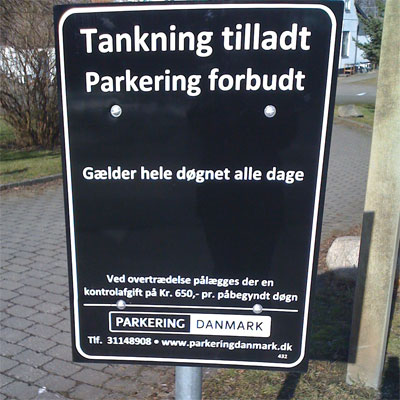 Tankning tilladt
Parkering forbudt
Gælder hele døgnet alle dage
Ved overtrædelse pålægges der en
kontrolafgift på Kr. 650,- pr. påbegyndt døgn
PARKERING DANMARK
Tlf. 31148908 • www.parkeringdanmark.dk
432